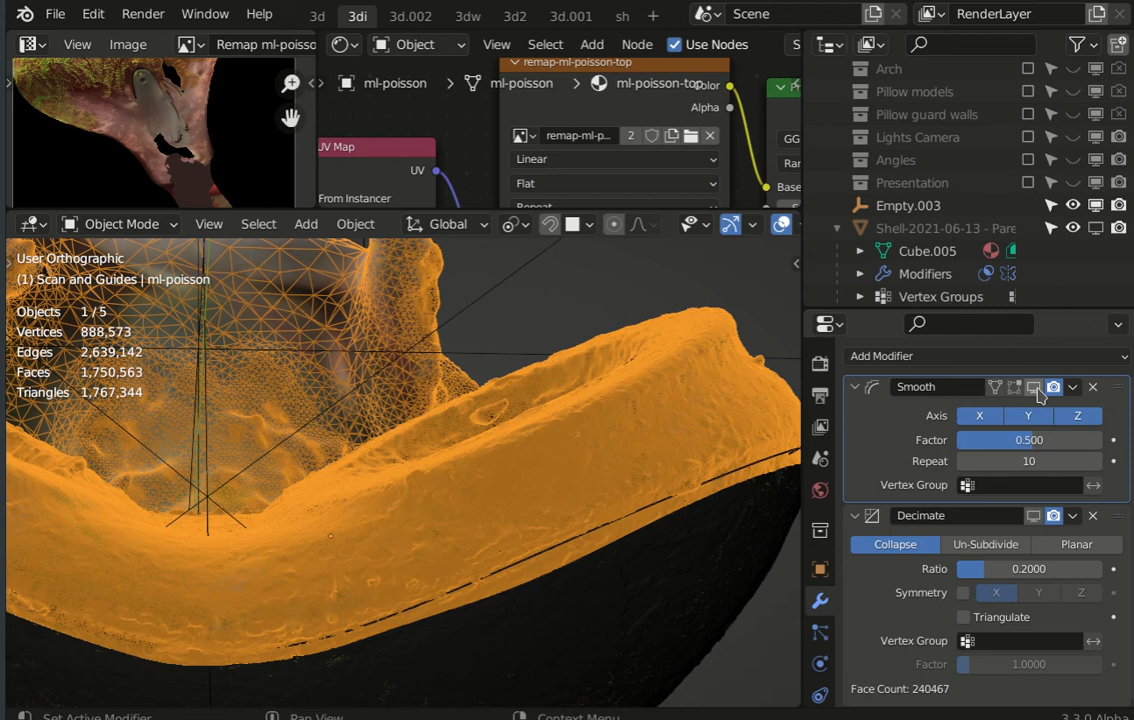 File Edit Render Window Help 3d 3di 3d.002 3dw 3d2 3d.001 sh + Scene RenderLayer
View Image Remap ml-poisso
Object View Select Add Node Use Nodes S
remap-ml-poisson-top
ml-poisson > ml-poisson > ml-poisson-top
Color
Alpha
remap-ml-p... 2
Linear
Flat
Repeat
UV Map
UV
From Instancer
GG
Ran
Base
Arch
Pillow models
Pillow guard walls
Lights Camera
Angles
Presentation
Empty.003
Shell-2021-06-13 - Pare
Cube.005
Modifiers
Vertex Groups
Object Mode View Select Add Object Global
User Orthographic
(1) Scan and Guides | ml-poisson
Objects 1 / 5
Vertices 888,573
Edges 2,639,142
Faces 1,750,563
Triangles 1,767,344
Add Modifier
Smooth
Axis X Y Z
Factor 0.500
Repeat 10
Vertex Group
Decimate
Collapse Un-Subdivide Planar
Ratio 0.2000
Symmetry X Y Z
Triangulate
Vertex Group
Factor 1.0000
Face Count: 240467
Set Active Modifier Pan View Context Menu 3.3.0 Alpha